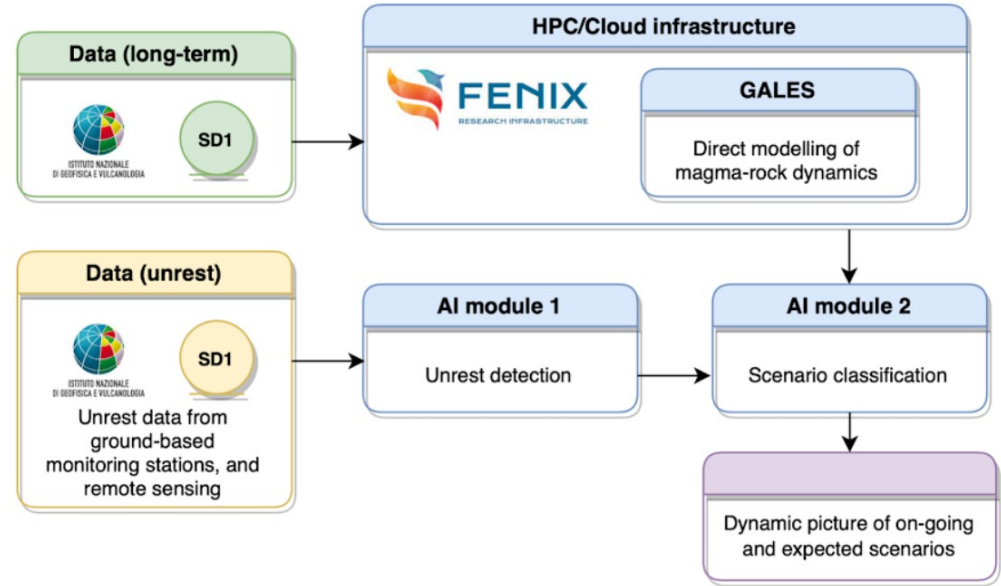 Data (long-term)
ISTITUTO NAZIONALE
DI GEOFISICA E VULCANOLOGIA
SD1
HPC/Cloud infrastructure
FENIX
RESEARCH INFRASTRUCTURE
GALES
Direct modelling of
magma-rock dynamics
Data (unrest)
ISTITUTO NAZIONALE
DI GEOFISICA E VULCANOLOGIA
SD1
Unrest data from
ground-based
monitoring stations, and
remote sensing
AI module 1
Unrest detection
AI module 2
Scenario classification
Dynamic picture of on-going
and expected scenarios